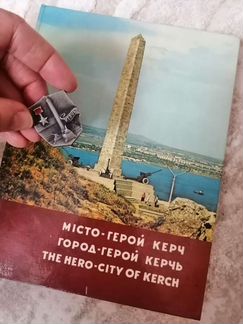 МІСТО-ГЕРОЙ КЕРЧ
ГОРОД-ГЕРОЙ КЕРЧЬ
THE HERO-CITY OF KERCH